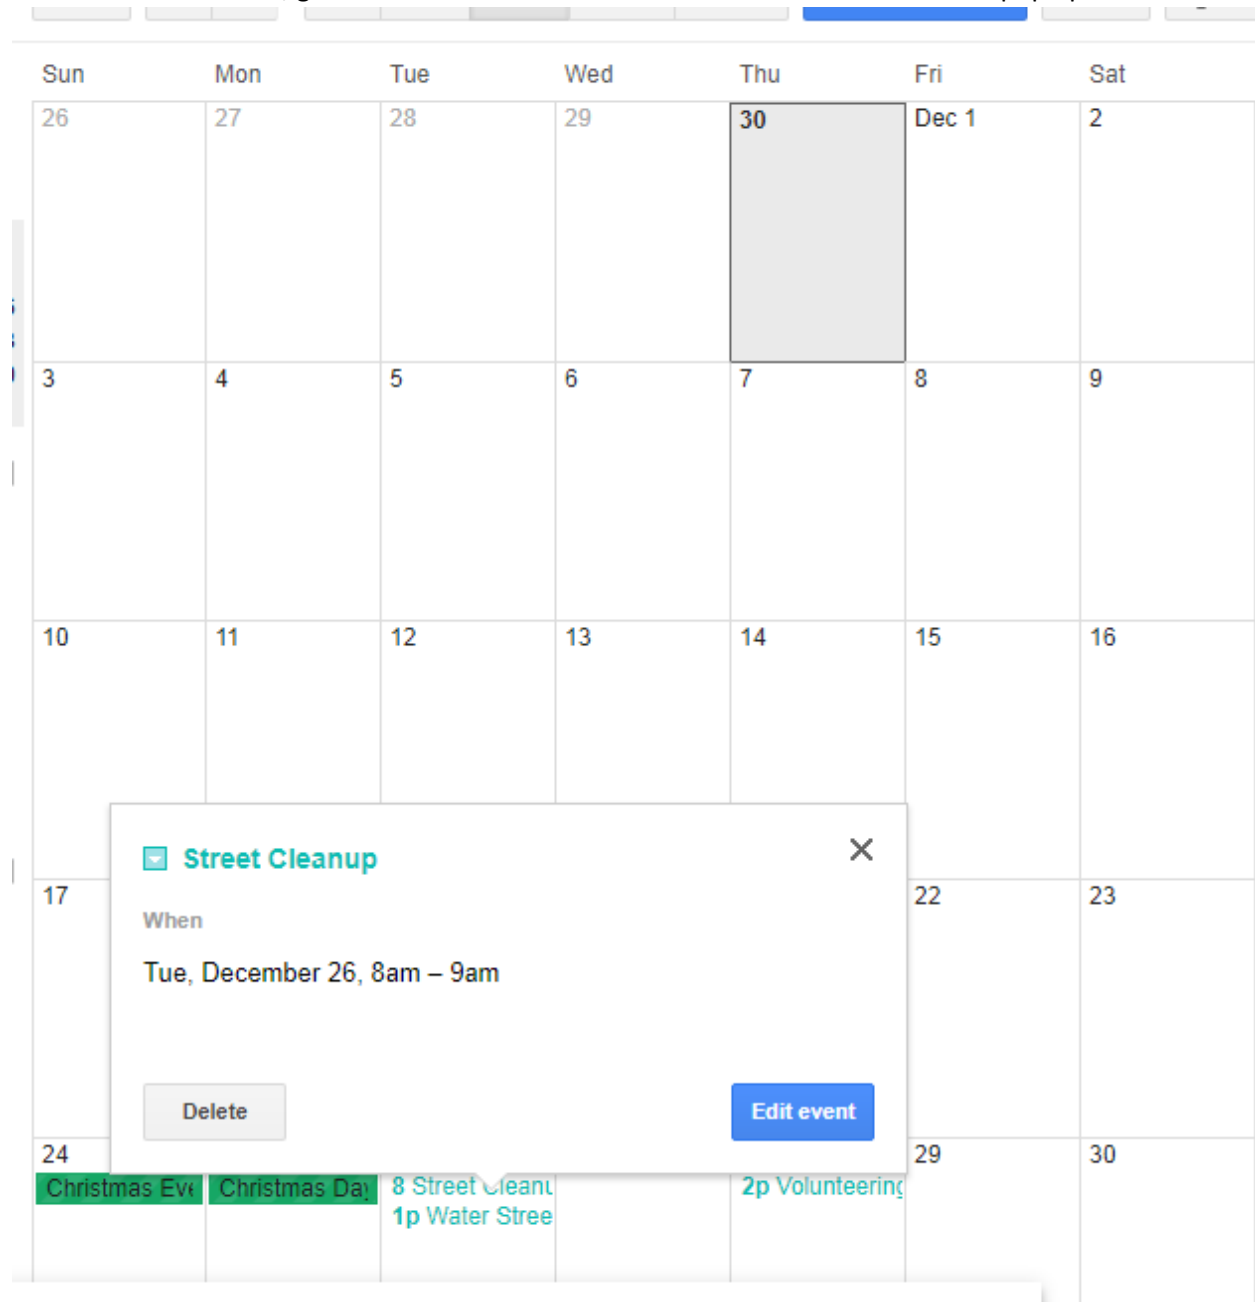 Sun Mon Tue Wed Thu Fri Sat
26 27 28 29 30 Dec 1 2
3 4 5 6 7 8 9
10 11 12 13 14 15 16
Street Cleanup
17 22 23
When
Tue, December 26, 8am – 9am
Delete Edit event
24 29 30
Christmas Eve Christmas Day 8 Street Cleanu 2p Volunteering
1p Water Stree